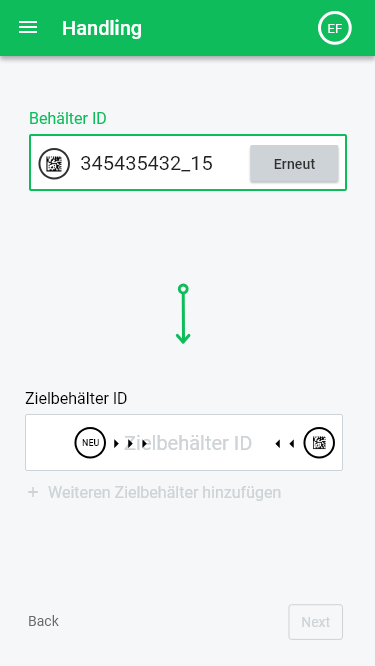 Handling
EF
Behälter ID
345435432_15
Erneut
Zielbehälter ID
NEU
Zielbehälter ID
+ Weiteren Zielbehälter hinzufügen
Back
Next